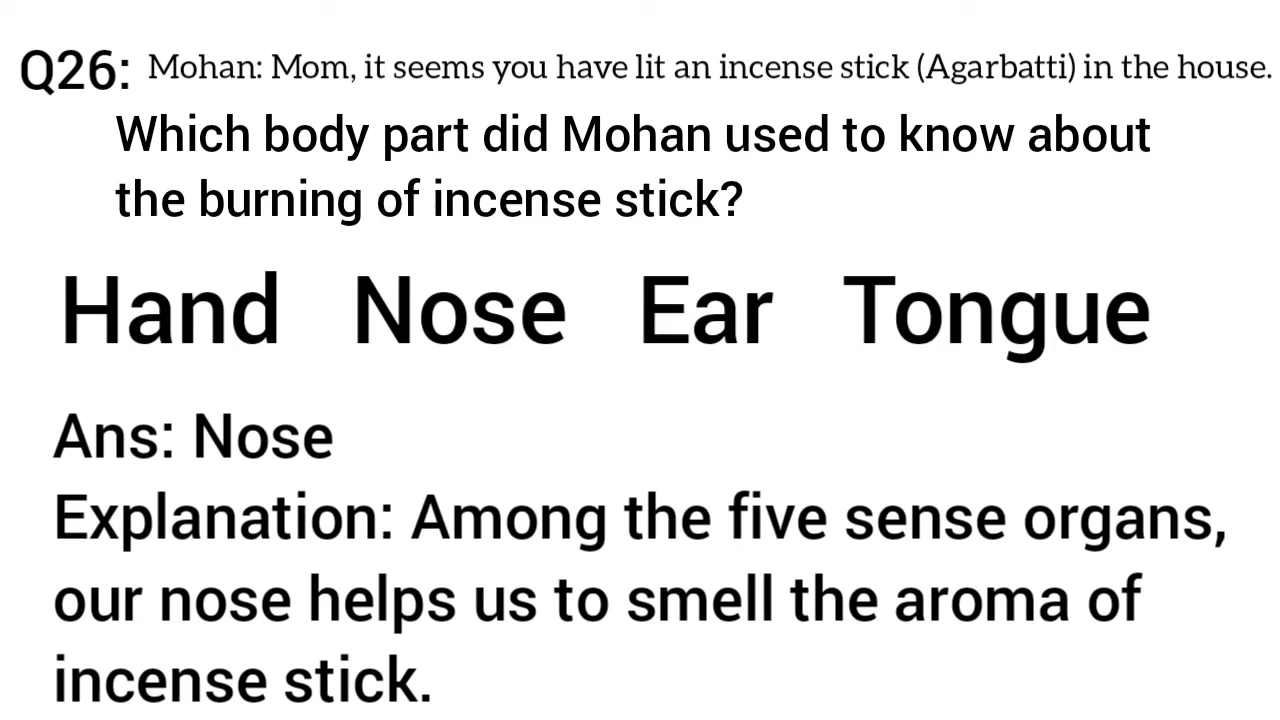 Q26: Mohan: Mom, it seems you have lit an incense stick (Agarbatti) in the house.
Which body part did Mohan used to know about
the burning of incense stick?
Hand Nose Ear Tongue
Ans: Nose
Explanation: Among the five sense organs,
our nose helps us to smell the aroma of
incense stick.